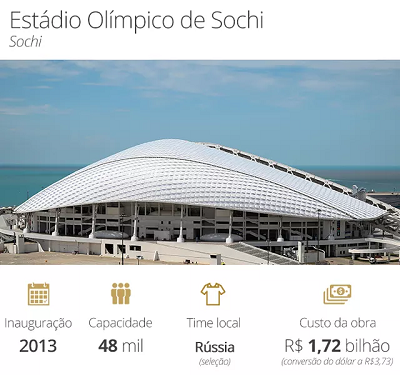 Estádio Olímpico de Sochi
Sochi
Inauguração
2013
Capacidade
48 mil
Time local
Rússia
(seleção)
Custo da obra
R$ 1,72 bilhão
(conversão do dólar a R$3,73)